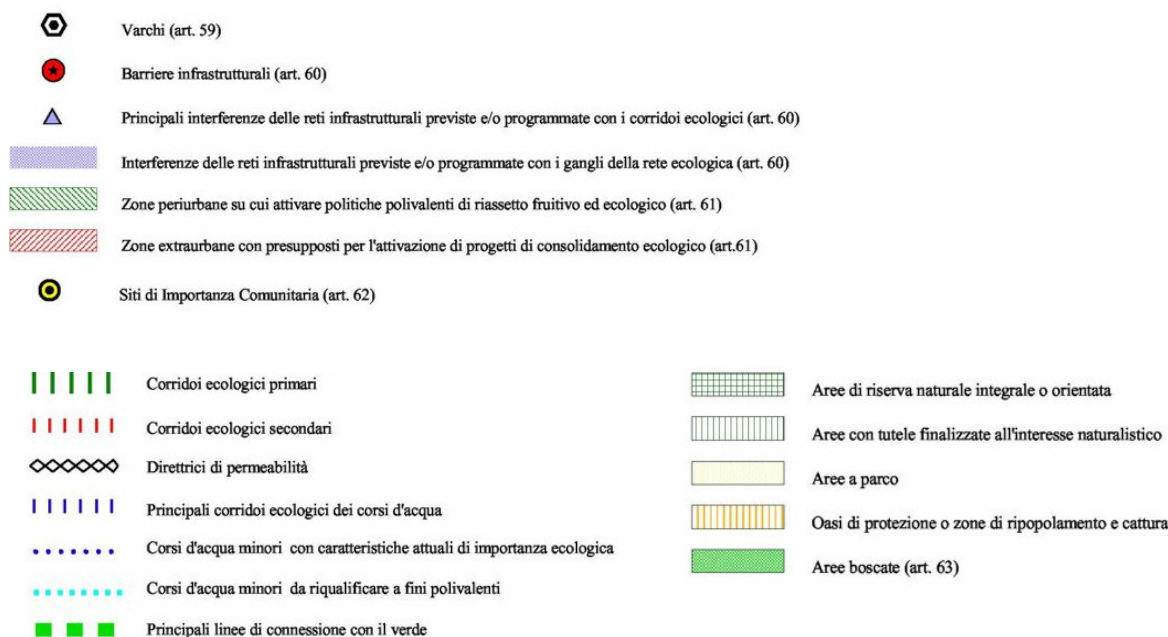 Varchi (art. 59)
Barriere infrastrutturali (art. 60)
Principali interferenze delle reti infrastrutturali previste e/o programmate con i corridoi ecologici (art. 60)
Interferenze delle reti infrastrutturali previste e/o programmate con i gangli della rete ecologica (art. 60)
Zone periurbane su cui attivare politiche polivalenti di riassetto fruitivo ed ecologico (art. 61)
Zone extraurbane con presupposti per l'attivazione di progetti di consolidamento ecologico (art.61)
Siti di Importanza Comunitaria (art. 62)
Corridoi ecologici primari
Corridoi ecologici secondari
Direttrici di permeabilità
Principali corridoi ecologici dei corsi d'acqua
Corsi d'acqua minori con caratteristiche attuali di importanza ecologica
Corsi d'acqua minori da riqualificare a fini polivalenti
Principali linee di connessione con il verde
Aree di riserva naturale integrale o orientata
Aree con tutele finalizzate all'interesse naturalistico
Aree a parco
Oasi di protezione o zone di ripopolamento e cattura
Aree boscate (art. 63)